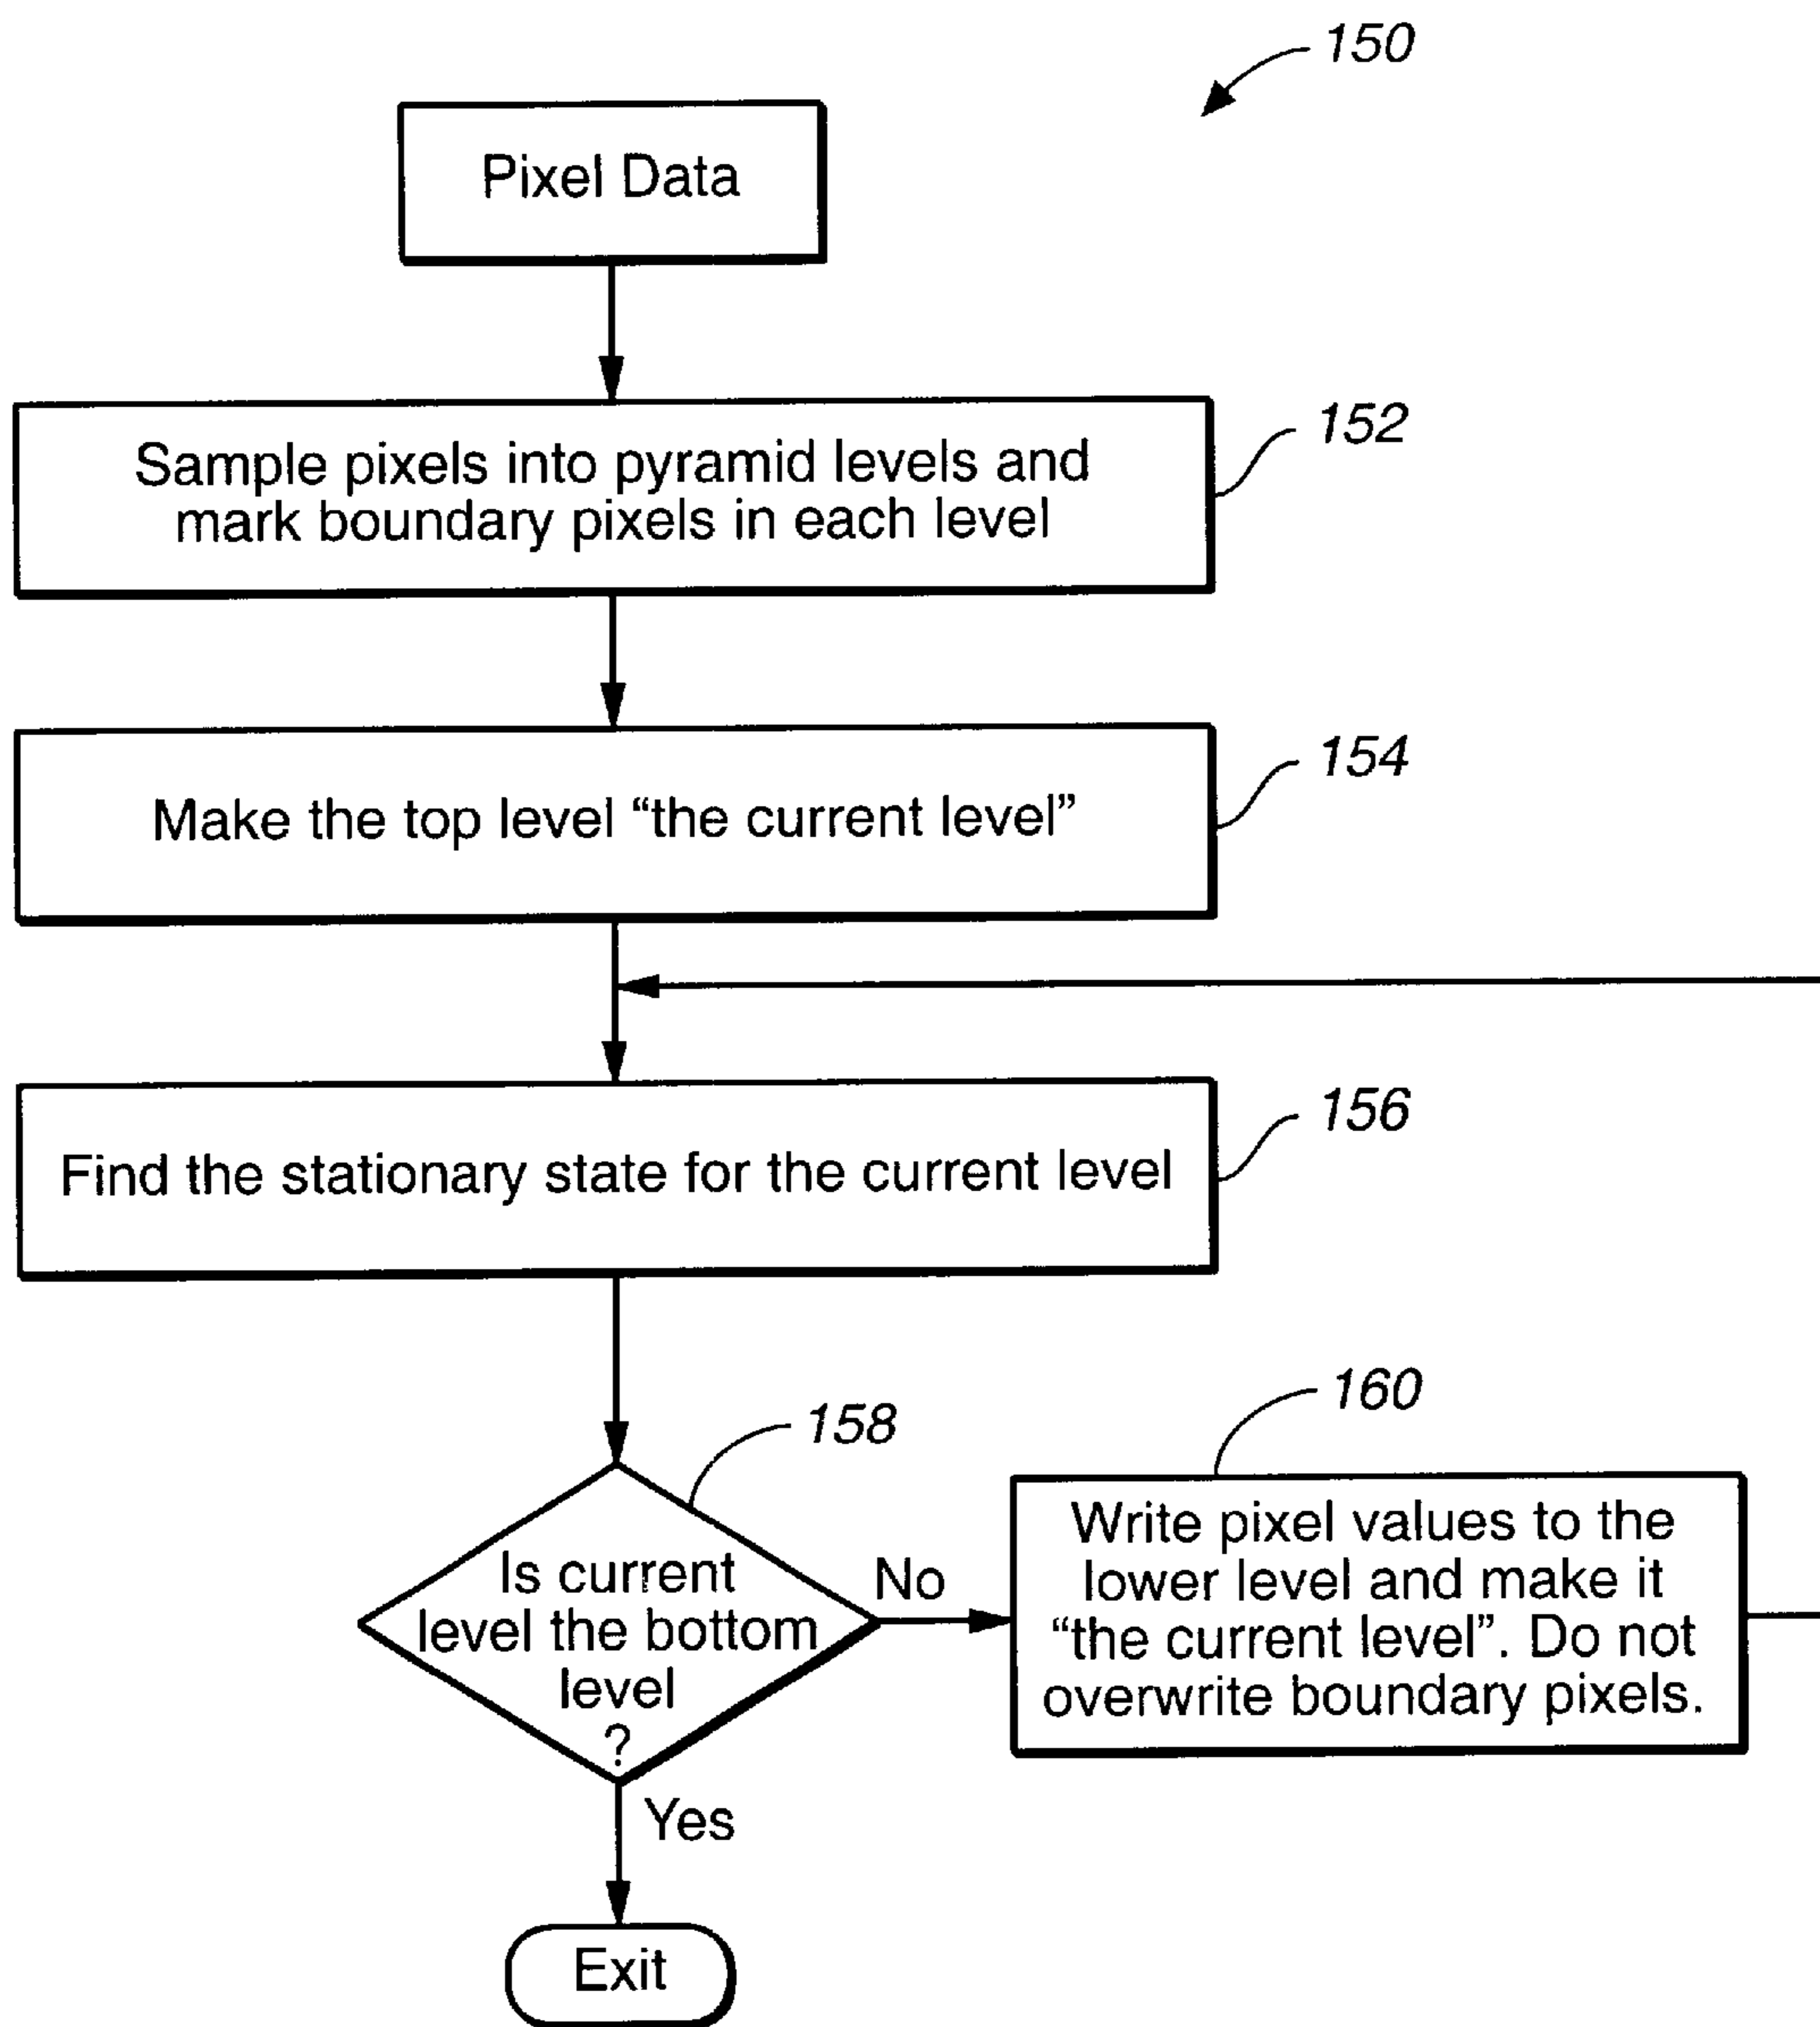 150
Pixel Data
152
Sample pixels into pyramid levels and
mark boundary pixels in each level
154
Make the top level “the current level”
156
Find the stationary state for the current level
158
Is current
level the bottom
level
?
No
160
Write pixel values to the
lower level and make it
“the current level”. Do not
overwrite boundary pixels.
Yes
Exit